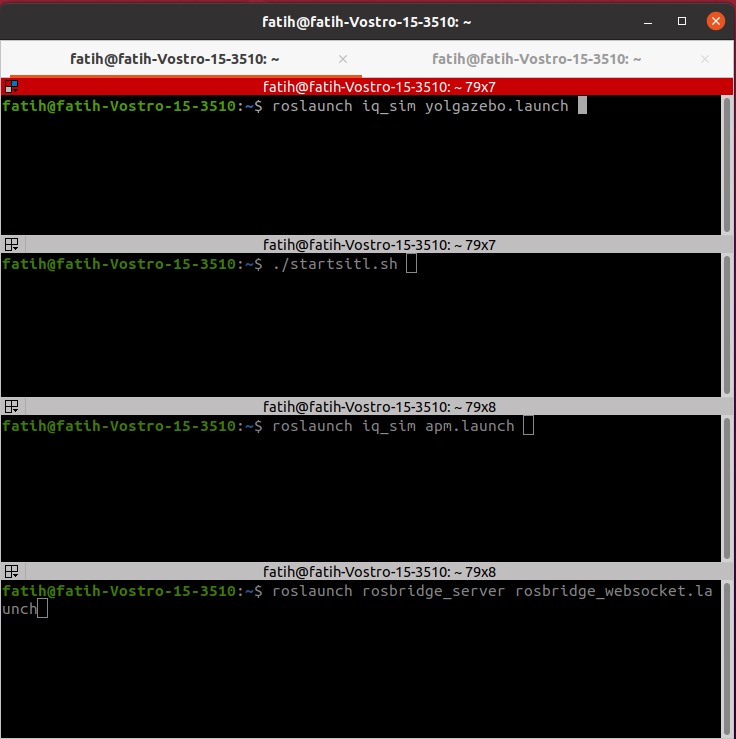 fatih@fatih-Vostro-15-3510: ~
fatih@fatih-Vostro-15-3510: ~ × fatih@fatih-Vostro-15-3510: ~ ×
fatih@fatih-Vostro-15-3510: ~ 79x7
fatih@fatih-Vostro-15-3510:~$ roslaunch iq_sim yolgazebo.launch
fatih@fatih-Vostro-15-3510: ~ 79x7
fatih@fatih-Vostro-15-3510:~$ ./startsitl.sh
fatih@fatih-Vostro-15-3510: ~ 79x8
fatih@fatih-Vostro-15-3510:~$ roslaunch iq_sim apm.launch
fatih@fatih-Vostro-15-3510: ~ 79x8
fatih@fatih-Vostro-15-3510:~$ roslaunch rosbridge_server rosbridge_websocket.la
unch